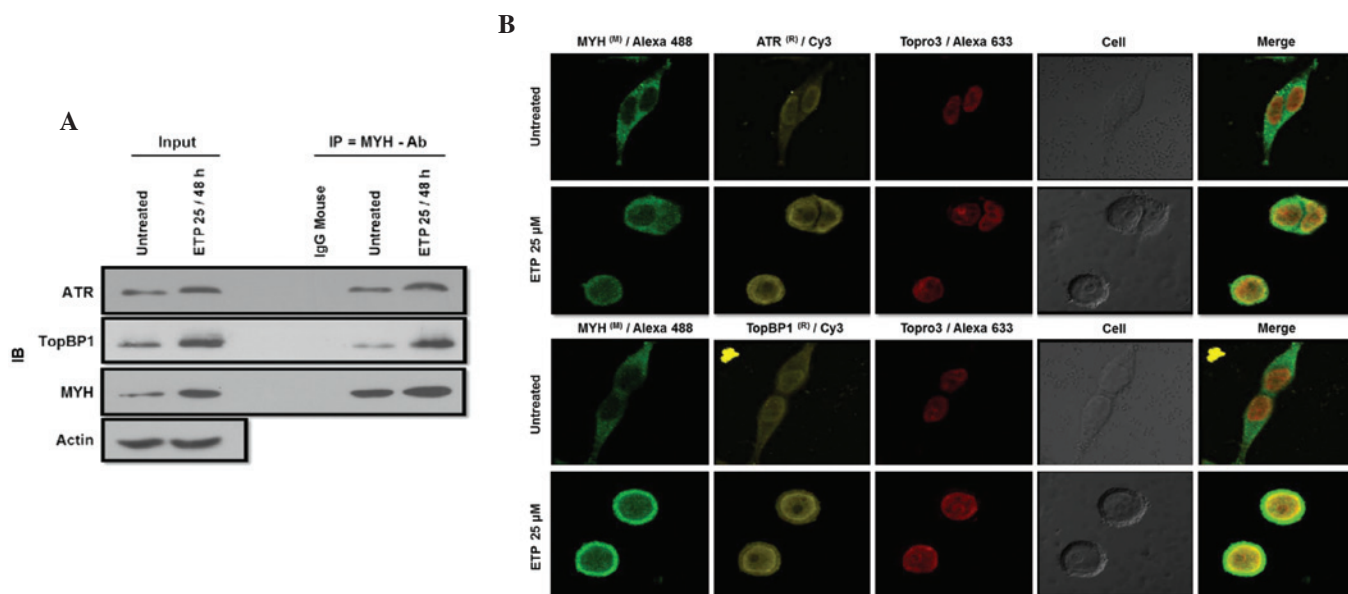 A
Input
IP = MYH - Ab
Untreated
ETP 25 / 48 h
IgG Mouse
Untreated
ETP 25 / 48 h
IB
ATR
TopBP1
MYH
Actin
B
MYH (M) / Alexa 488
ATR (R) / Cy3
Topro3 / Alexa 633
Cell
Merge
Untreated
ETP 25 µM
MYH (M) / Alexa 488
TopBP1 (R) / Cy3
Topro3 / Alexa 633
Cell
Merge
Untreated
ETP 25 µM